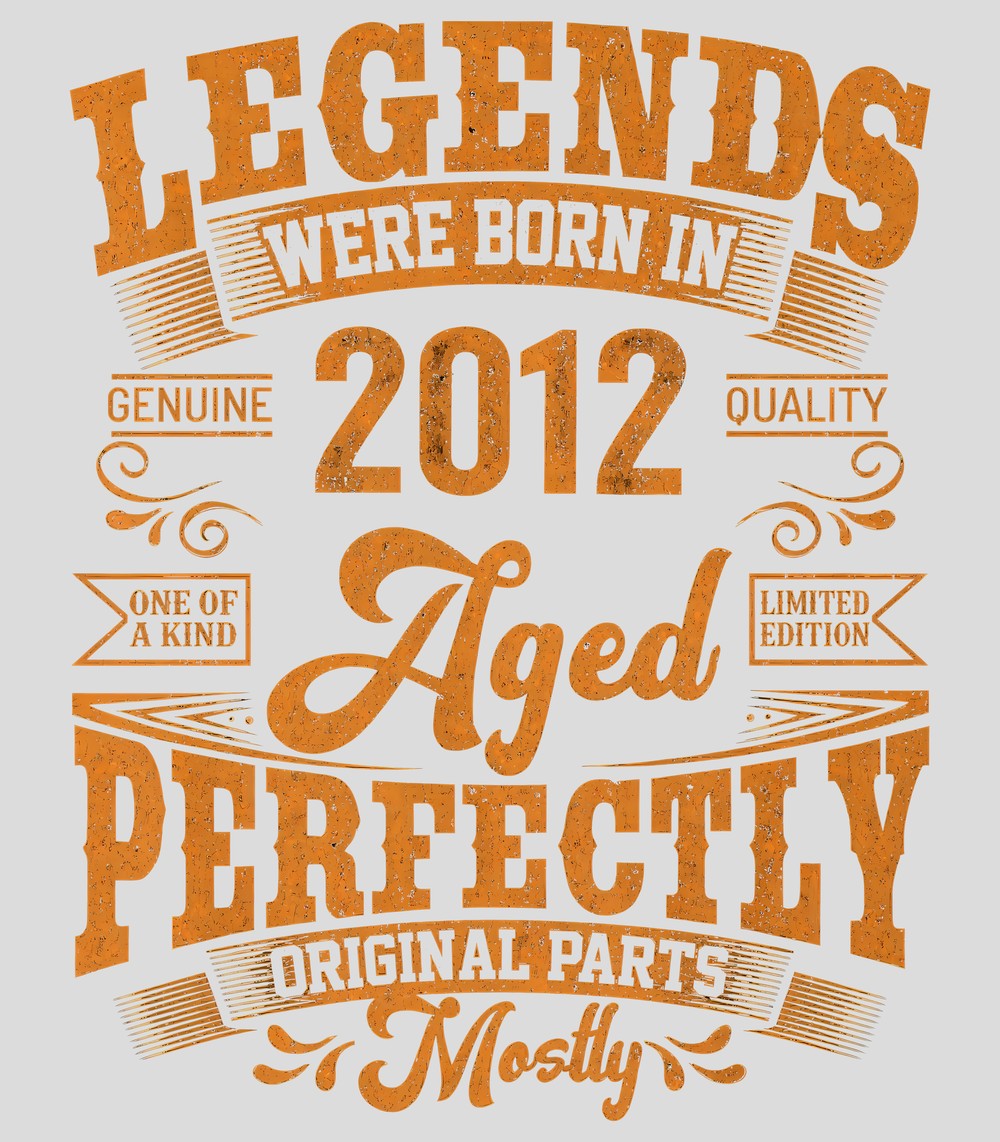 LEGENDS
WERE BORN IN
2012
GENUINE
QUALITY
ONE OF
A KIND
Aged
LIMITED
EDITION
PERFECTLY
ORIGINAL PARTS
Mostly